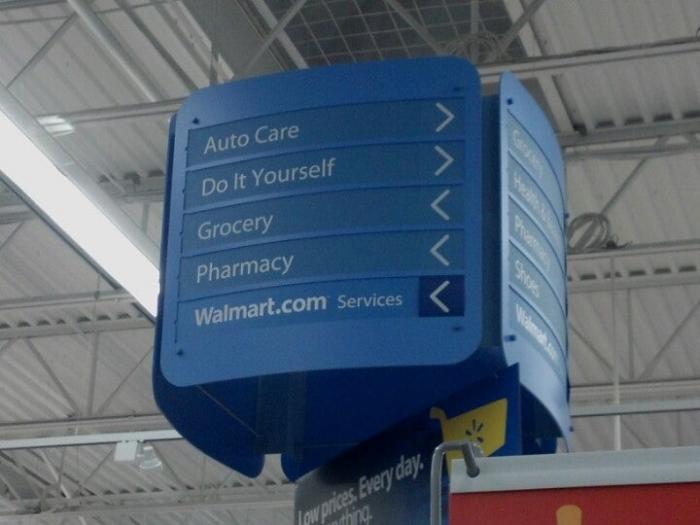 Auto Care >
Do It Yourself >
Grocery <
Pharmacy <
Walmart.com Services <
Grocery
Health &
Pharmacy
Shoes
Walmart.com
Low prices. Every day.